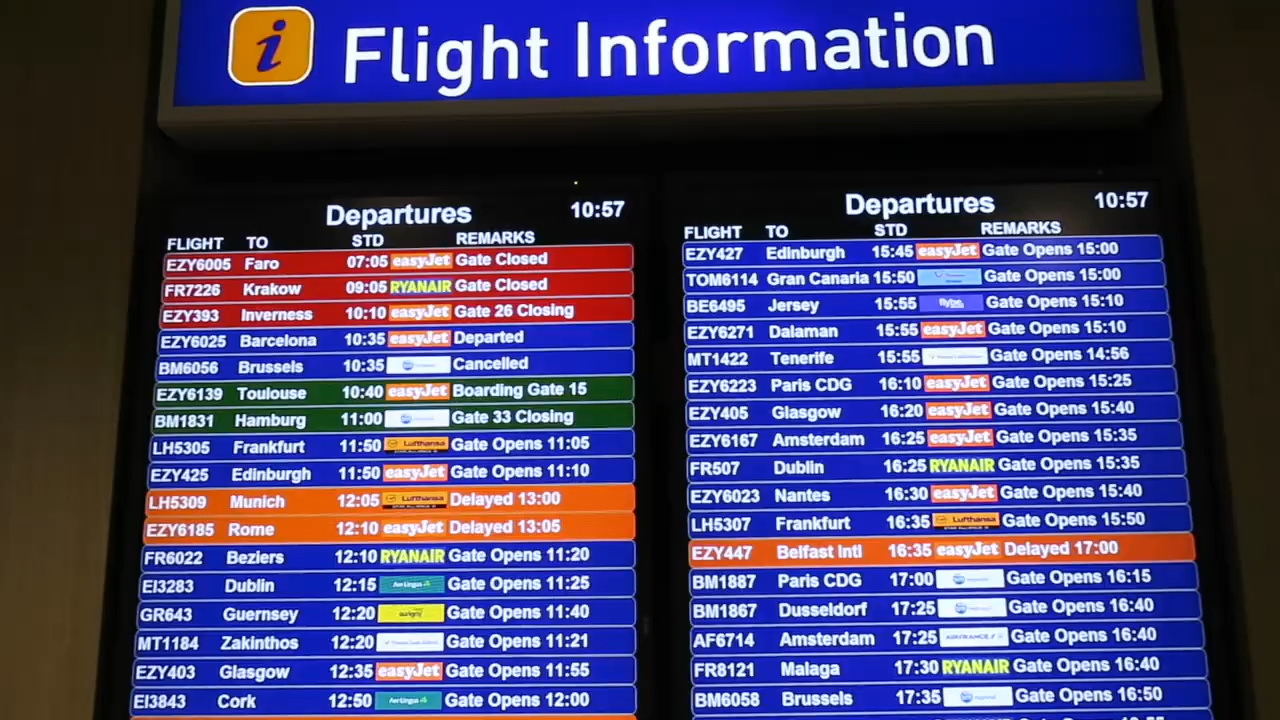 i Flight Information
Departures 10:57
FLIGHT TO STD REMARKS
EZY6005 Faro 07:05 easyJet Gate Closed
FR7226 Krakow 09:05 RYANAIR Gate Closed
EZY393 Inverness 10:10 easyJet Gate 26 Closing
EZY6025 Barcelona 10:35 easyJet Departed
BM6056 Brussels 10:35 Cancelled
EZY6139 Toulouse 10:40 easyJet Boarding Gate 15
BM1831 Hamburg 11:00 Gate 33 Closing
LH5305 Frankfurt 11:50 Lufthansa Gate Opens 11:05
EZY425 Edinburgh 11:50 easyJet Gate Opens 11:10
LH5309 Munich 12:05 Lufthansa Delayed 13:00
EZY6185 Rome 12:10 easyJet Delayed 13:05
FR6022 Beziers 12:10 RYANAIR Gate Opens 11:20
EI3283 Dublin 12:15 Aer Lingus Gate Opens 11:25
GR643 Guernsey 12:20 aurigny Gate Opens 11:40
MT1184 Zakinthos 12:20 Gate Opens 11:21
EZY403 Glasgow 12:35 easyJet Gate Opens 11:55
EI3843 Cork 12:50 Aer Lingus Gate Opens 12:00
Departures 10:57
FLIGHT TO STD REMARKS
EZY427 Edinburgh 15:45 easyJet Gate Opens 15:00
TOM6114 Gran Canaria 15:50 Gate Opens 15:00
BE6495 Jersey 15:55 flybe Gate Opens 15:10
EZY6271 Dalaman 15:55 easyJet Gate Opens 15:10
MT1422 Tenerife 15:55 Gate Opens 14:56
EZY6223 Paris CDG 16:10 easyJet Gate Opens 15:25
EZY405 Glasgow 16:20 easyJet Gate Opens 15:40
EZY6167 Amsterdam 16:25 easyJet Gate Opens 15:35
FR507 Dublin 16:25 RYANAIR Gate Opens 15:35
EZY6023 Nantes 16:30 easyJet Gate Opens 15:40
LH5307 Frankfurt 16:35 Lufthansa Gate Opens 15:50
EZY447 Belfast Intl 16:35 easyJet Delayed 17:00
BM1887 Paris CDG 17:00 Gate Opens 16:15
BM1867 Dusseldorf 17:25 Gate Opens 16:40
AF6714 Amsterdam 17:25 AIRFRANCE Gate Opens 16:40
FR8121 Malaga 17:30 RYANAIR Gate Opens 16:40
BM6058 Brussels 17:35 Gate Opens 16:50